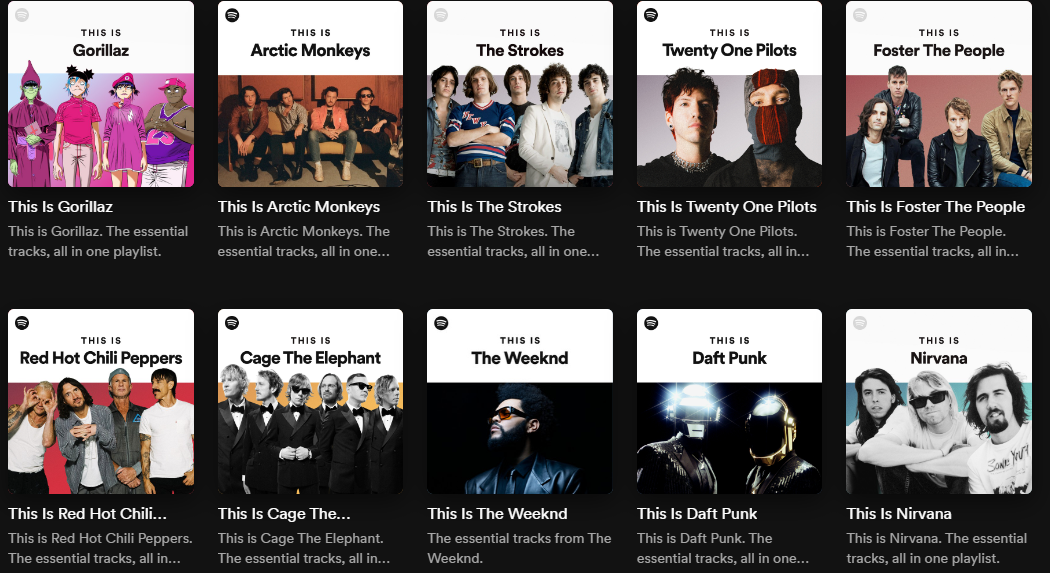 THIS IS
Gorillaz
THIS IS
Arctic Monkeys
THIS IS
The Strokes
THIS IS
Twenty One Pilots
THIS IS
Foster The People
This Is Gorillaz
This is Gorillaz. The essential
tracks, all in one playlist.
This Is Arctic Monkeys
This is Arctic Monkeys. The
essential tracks, all in one...
This Is The Strokes
This is The Strokes. The
essential tracks, all in one...
This Is Twenty One Pilots
This is Twenty One Pilots.
The essential tracks, all in...
This Is Foster The People
This is Foster The People.
The essential tracks, all in...
THIS IS
Red Hot Chili Peppers
THIS IS
Cage The Elephant
THIS IS
The Weeknd
THIS IS
Daft Punk
THIS IS
Nirvana
This Is Red Hot Chili...
This is Red Hot Chili Peppers.
The essential tracks, all in...
This Is Cage The...
This is Cage The Elephant.
The essential tracks, all in...
This Is The Weeknd
The essential tracks from The
Weeknd.
This Is Daft Punk
This is Daft Punk. The
essential tracks, all in one...
This Is Nirvana
This is Nirvana. The essential
tracks, all in one playlist.